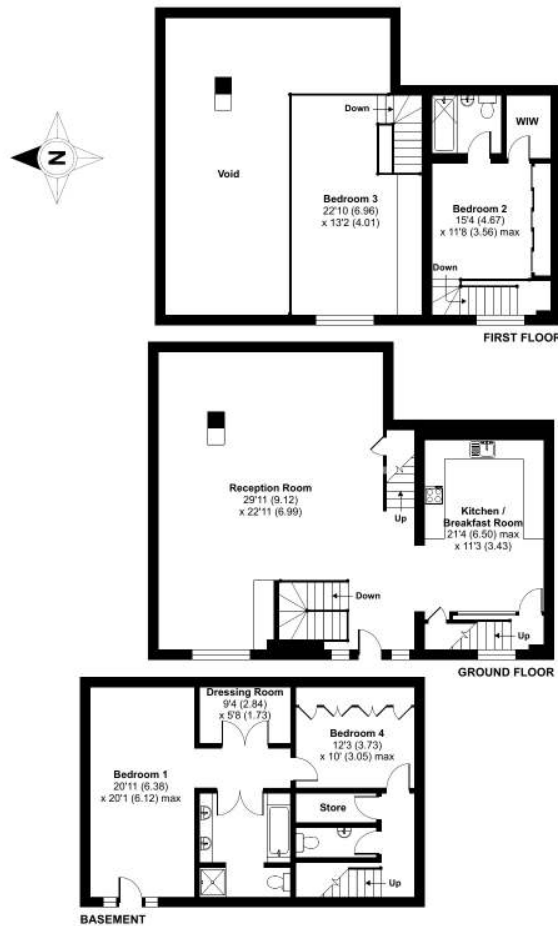 N
Void
Down
Bedroom 3
22'10 (6.96)
x 13'2 (4.01)
WIW
Bedroom 2
15'4 (4.67)
x 11'8 (3.56) max
Down
FIRST FLOOR
Reception Room
29'11 (9.12)
x 22'11 (6.99)
Up
Kitchen /
Breakfast Room
21'4 (6.50) max
x 11'3 (3.43)
Down
Up
GROUND FLOOR
Dressing Room
9'4 (2.84)
x 5'8 (1.73)
Bedroom 1
20'11 (6.38)
x 20'1 (6.12) max
Bedroom 4
12'3 (3.73)
x 10' (3.05) max
Store
Up
BASEMENT